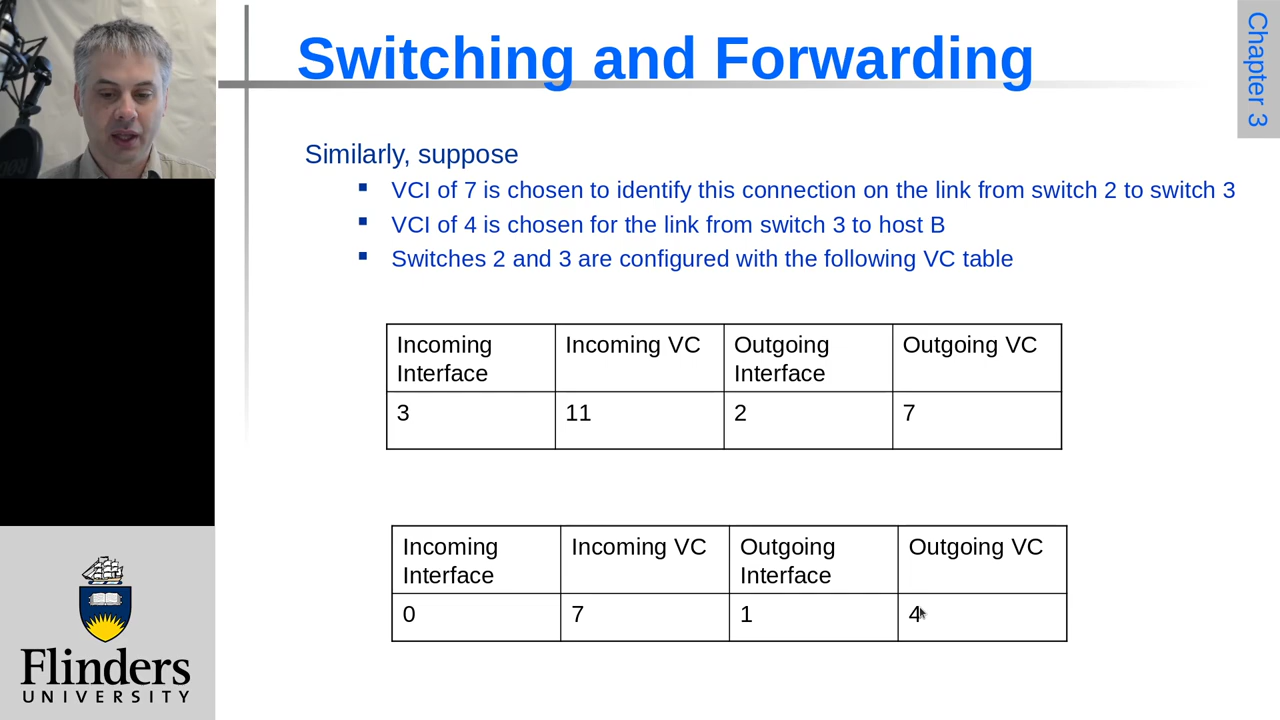 Switching and Forwarding
Chapter 3
Similarly, suppose
VCI of 7 is chosen to identify this connection on the link from switch 2 to switch 3
VCI of 4 is chosen for the link from switch 3 to host B
Switches 2 and 3 are configured with the following VC table
Incoming Interface Incoming VC Outgoing Interface Outgoing VC
3 11 2 7
Incoming Interface Incoming VC Outgoing Interface Outgoing VC
0 7 1 4
Flinders
UNIVERSITY